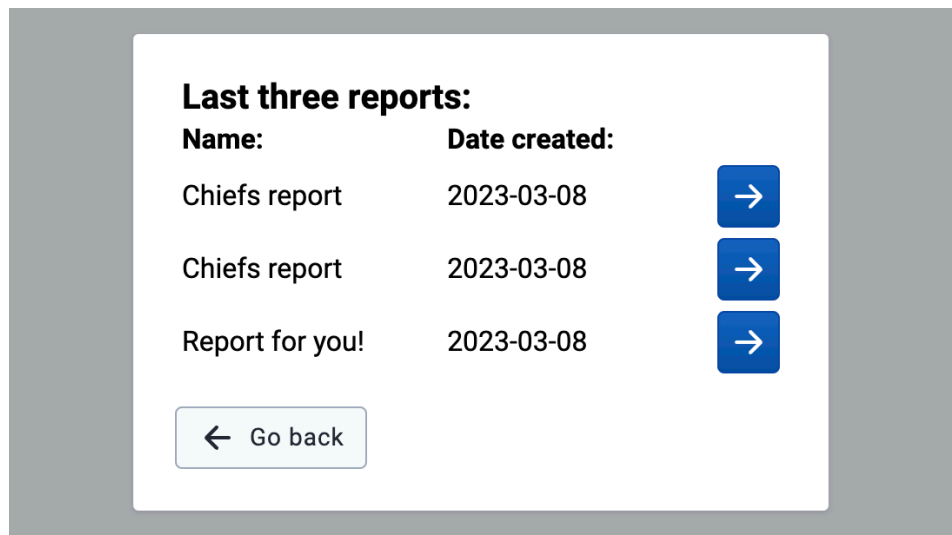 Last three reports:
Name: Date created:
Chiefs report 2023-03-08
Chiefs report 2023-03-08
Report for you! 2023-03-08
Go back